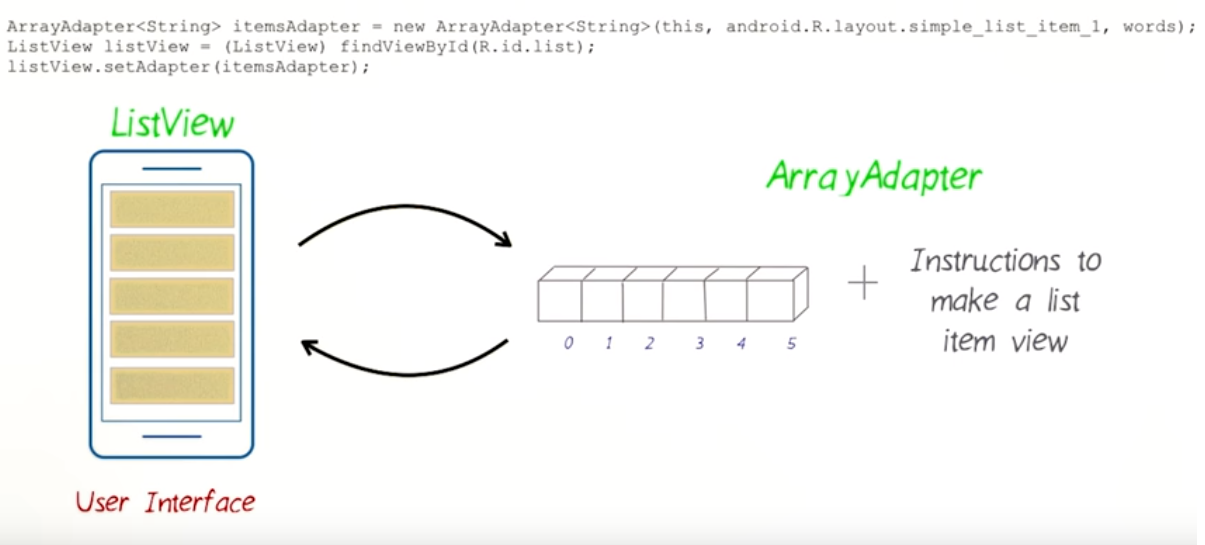 ArrayAdapter<String> itemsAdapter = new ArrayAdapter<String>(this, android.R.layout.simple_list_item_1, words);
ListView listView = (ListView) findViewById(R.id.list);
listView.setAdapter(itemsAdapter);
ListView
ArrayAdapter
Instructions to
make a list
item view
+
0 1 2 3 4 5
User Interface